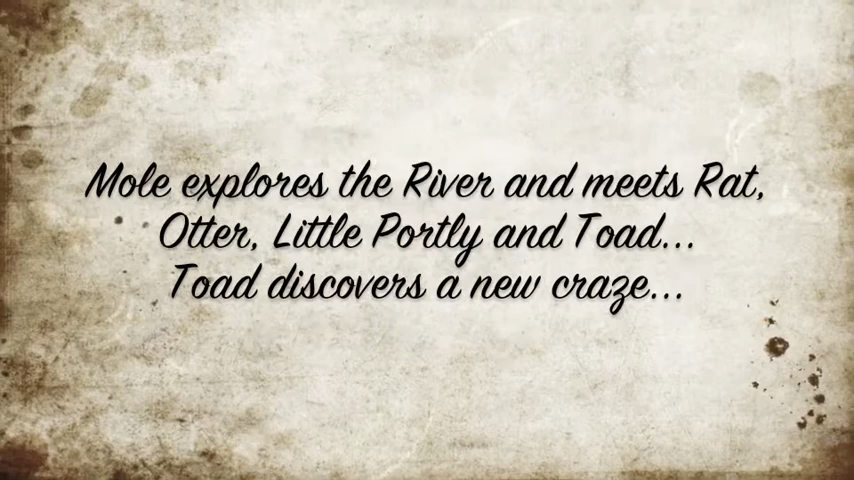 Mole explores the River and meets Rat,
Otter, Little Portly and Toad...
Toad discovers a new craze...